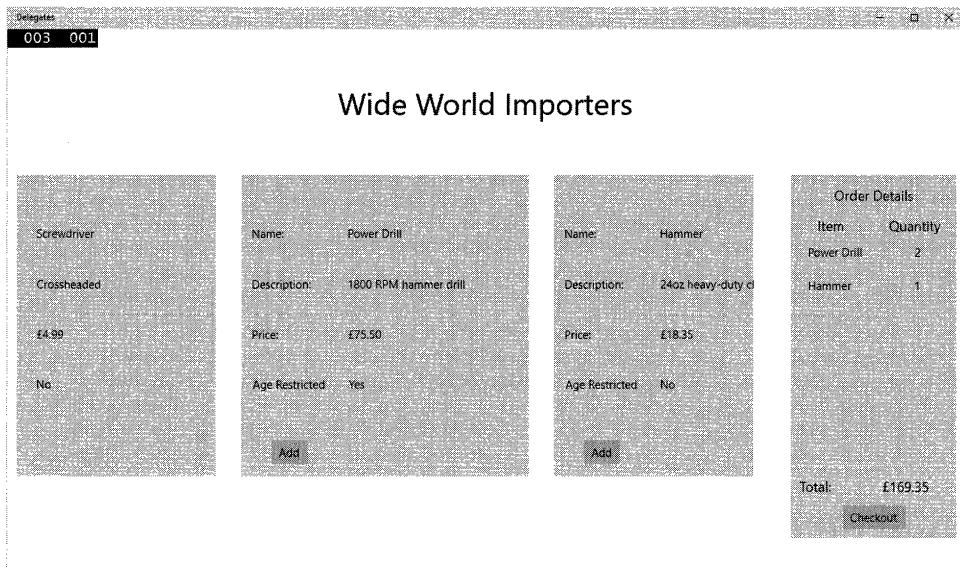 Delegates
003 001
Wide World Importers
Screwdriver
Crossheaded
£4.99
No
Name: Power Drill
Description: 1800 RPM hammer drill
Price: £75.50
Age Restricted Yes
Add
Name: Hammer
Description: 24oz heavy-duty
Price: £18.35
Age Restricted No
Add
Order Details
Item Quantity
Power Drill 2
Hammer 1
Total: £169.35
Checkout